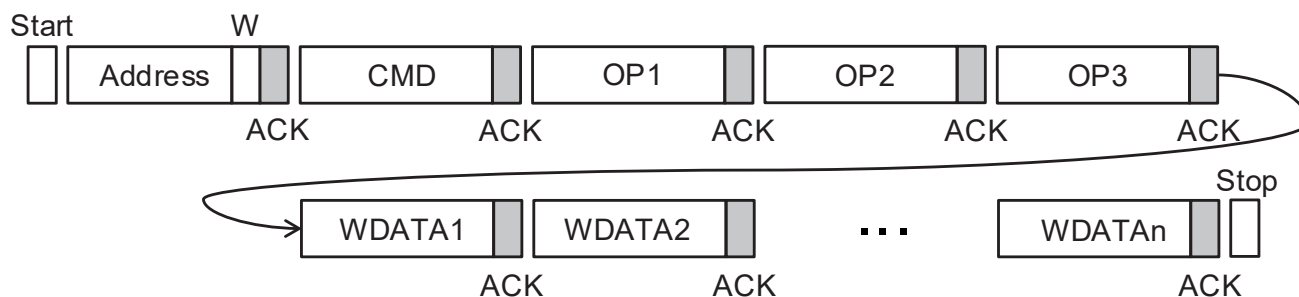 Start W
Address CMD OP1 OP2 OP3
ACK ACK ACK ACK ACK
Stop
WDATA1 WDATA2 ... WDATAn
ACK ACK ACK